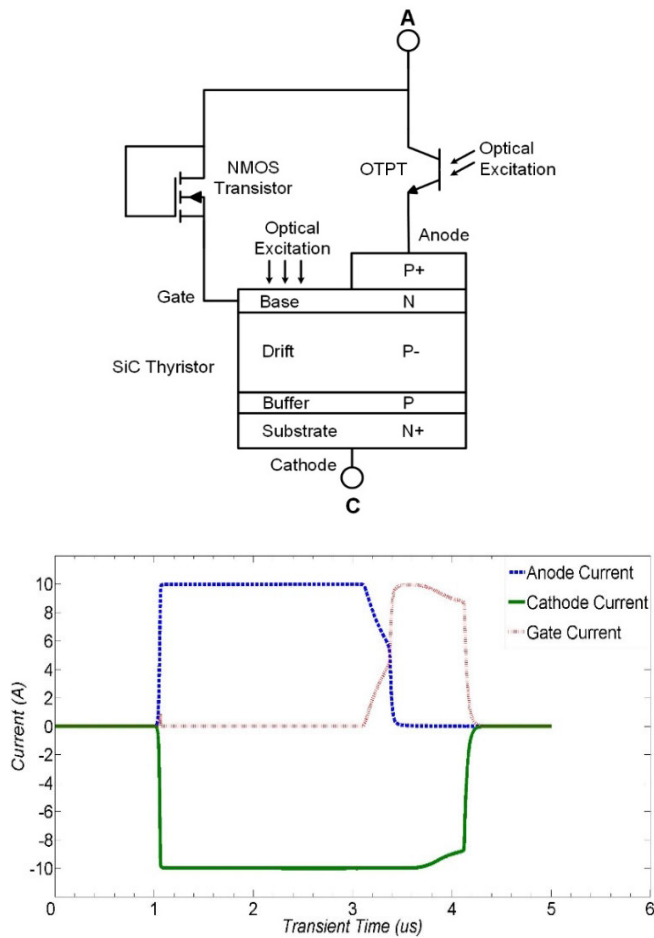 A
NMOS
Transistor
OTPT
Optical
Excitation
Optical
Excitation
Anode
P+
Gate
Base N
SiC Thyristor
Drift P-
Buffer P
Substrate N+
Cathode
C
10
8
6
4
2
0
-2
-4
-6
-8
-10
Current (A)
Anode Current
Cathode Current
Gate Current
0 1 2 3 4 5 6
Transient Time (us)